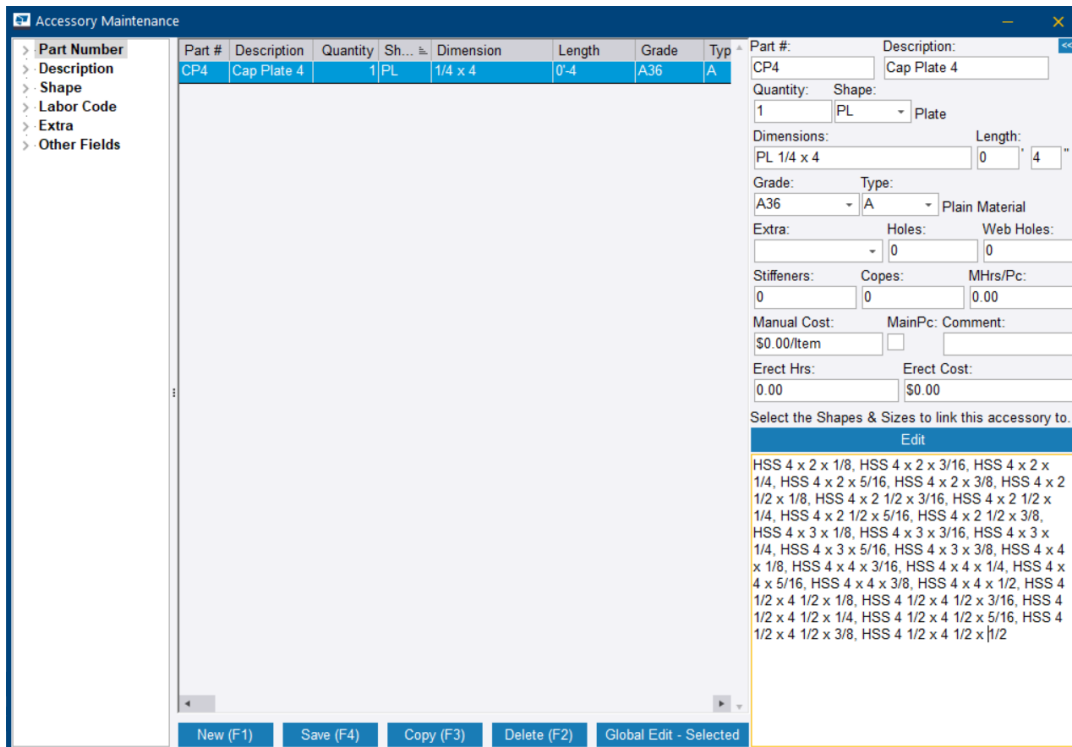 Accessory Maintenance
Part Number
Description
Shape
Labor Code
Extra
Other Fields
Part # Description Quantity Sh... Dimension Length Grade Typ
CP4 Cap Plate 4 1 PL 1/4 x 4 0'-4 A36 A
Part #: Description:
<<
CP4 Cap Plate 4
Quantity: Shape:
1 PL Plate
Dimensions: Length:
PL 1/4 x 4 0 ' 4 "
Grade: Type:
A36 A Plain Material
Extra: Holes: Web Holes:
0 0
Stiffeners: Copes: MHrs/Pc:
0 0 0.00
Manual Cost: MainPc: Comment:
$0.00/Item
Erect Hrs: Erect Cost:
0.00 $0.00
Select the Shapes & Sizes to link this accessory to.
Edit
HSS 4 x 2 x 1/8, HSS 4 x 2 x 3/16, HSS 4 x 2 x
1/4, HSS 4 x 2 x 5/16, HSS 4 x 2 x 3/8, HSS 4 x 2
1/2 x 1/8, HSS 4 x 2 1/2 x 3/16, HSS 4 x 2 1/2 x
1/4, HSS 4 x 2 1/2 x 5/16, HSS 4 x 2 1/2 x 3/8,
HSS 4 x 3 x 1/8, HSS 4 x 3 x 3/16, HSS 4 x 3 x
1/4, HSS 4 x 3 x 5/16, HSS 4 x 3 x 3/8, HSS 4 x 4
x 1/8, HSS 4 x 4 x 3/16, HSS 4 x 4 x 1/4, HSS 4 x
4 x 5/16, HSS 4 x 4 x 3/8, HSS 4 x 4 x 1/2, HSS 4
1/2 x 4 1/2 x 1/8, HSS 4 1/2 x 4 1/2 x 3/16, HSS 4
1/2 x 4 1/2 x 1/4, HSS 4 1/2 x 4 1/2 x 5/16, HSS 4
1/2 x 4 1/2 x 3/8, HSS 4 1/2 x 4 1/2 x 1/2
New (F1) Save (F4) Copy (F3) Delete (F2) Global Edit - Selected